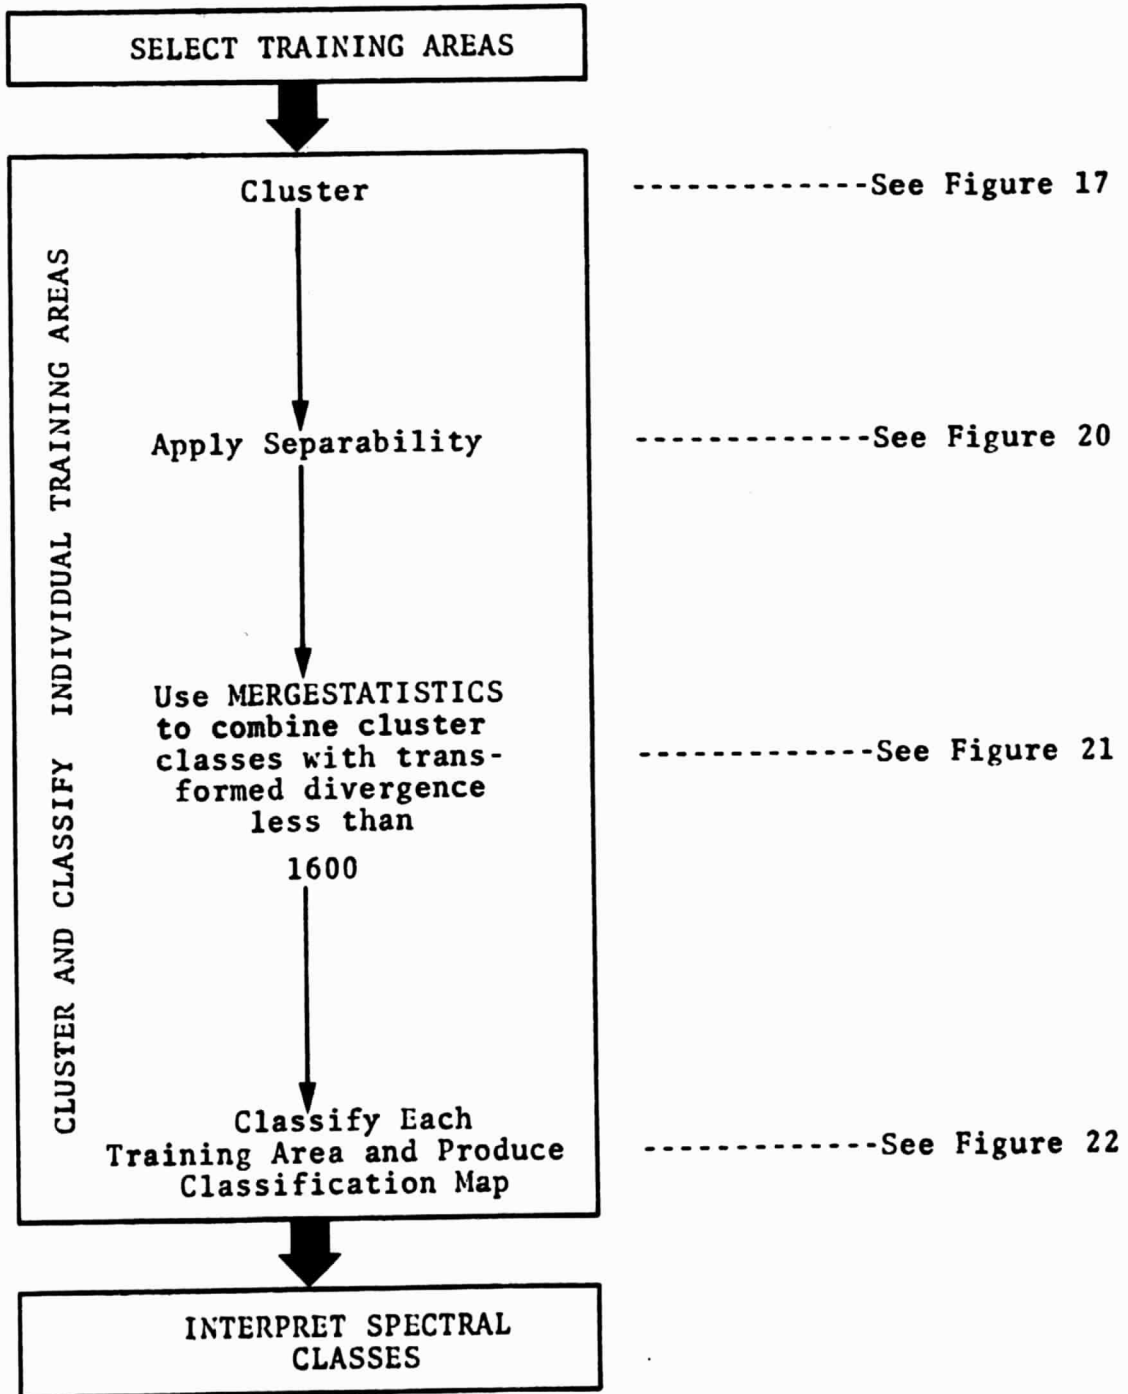 SELECT TRAINING AREAS
CLUSTER AND CLASSIFY INDIVIDUAL TRAINING AREAS
Cluster
-------------See Figure 17
Apply Separability
-------------See Figure 20
Use MERGESTATISTICS
to combine cluster
classes with trans-
formed divergence
less than
1600
-------------See Figure 21
Classify Each
Training Area and Produce
Classification Map
-------------See Figure 22
INTERPRET SPECTRAL
CLASSES